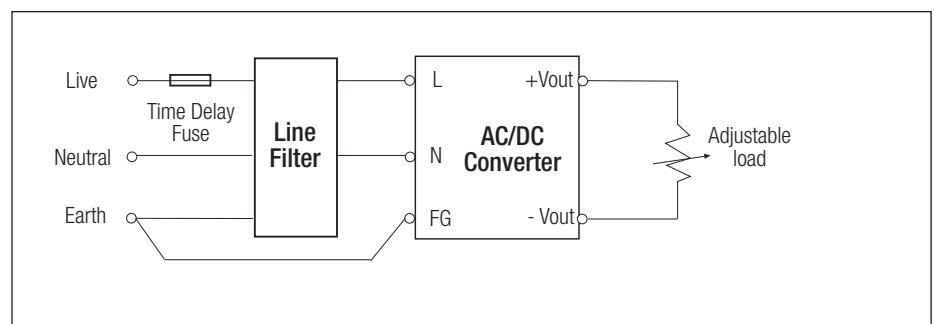 Live
Time Delay
Fuse
Neutral
Earth
Line
Filter
L
N
FG
AC/DC
Converter
+Vout
- Vout
Adjustable
load